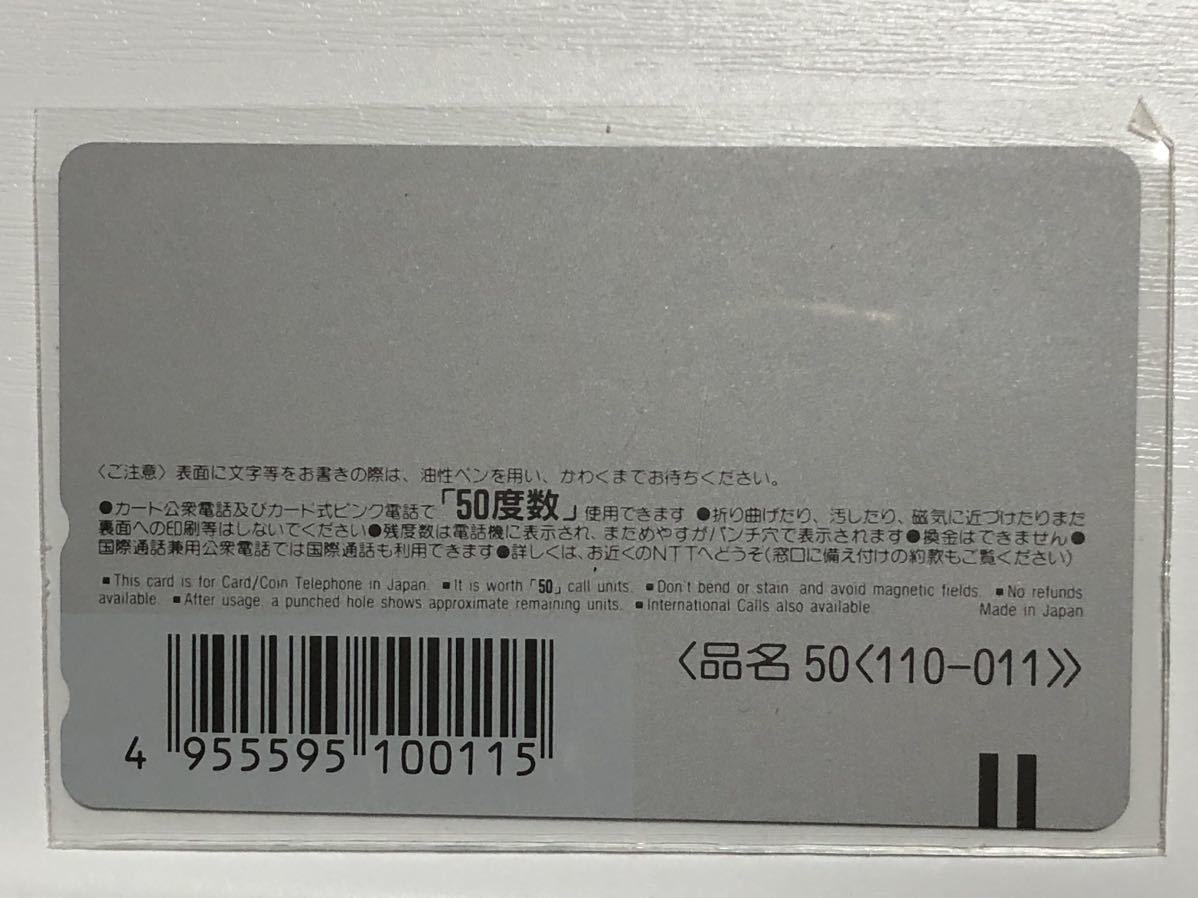 〈ご注意〉表面に文字等をお書きの際は、油性ペンを用い、かわくまでお待ちください。
●カード公衆電話及びカード式ピンク電話で「50度数」使用できます ●折り曲げたり、汚したり、磁気に近づけたりまた
裏面への印刷等はしないでください●残度数は電話機に表示され、まためやすがパンチ穴で表示されます●換金はできません●
国際通話兼用公衆電話では国際通話も利用できます●詳しくは、お近くのNTTへどうぞ(窓口に備え付けの約款もご覧ください)
■This card is for Card/Coin Telephone in Japan. ■It is worth「50」call units. ■Don't bend or stain and avoid magnetic fields. ■No refunds
available. ■After usage a punched hole shows approximate remaining units. ■International Calls also available. Made in Japan
〈品名 50〈110-011〉〉
4 955595 100115